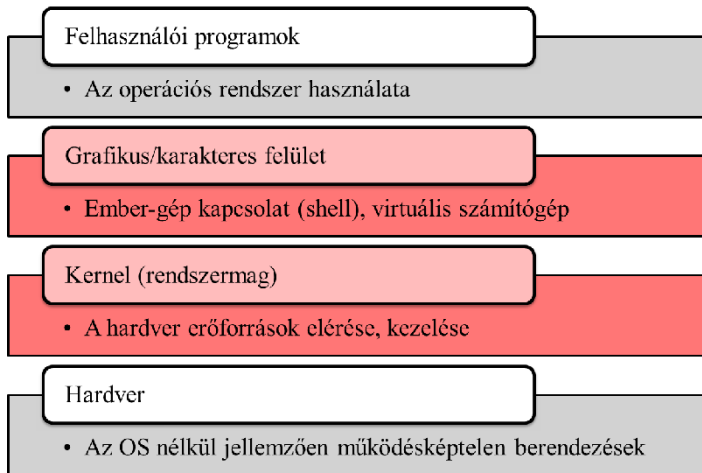 Felhasználói programok
• Az operációs rendszer használata
Grafikus/karakteres felület
• Ember-gép kapcsolat (shell), virtuális számítógép
Kernel (rendszermag)
• A hardver erőforrások elérése, kezelése
Hardver
• Az OS nélkül jellemzően működésképtelen berendezések